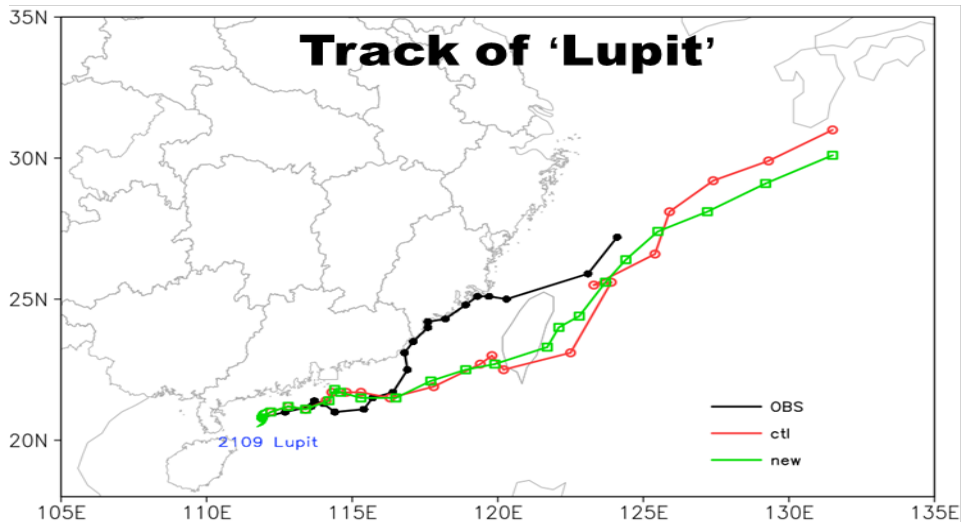 Track of ‘Lupit’
35N
30N
25N
20N
2109 Lupit
OBS
ctl
new
105E 110E 115E 120E 125E 130E 135E